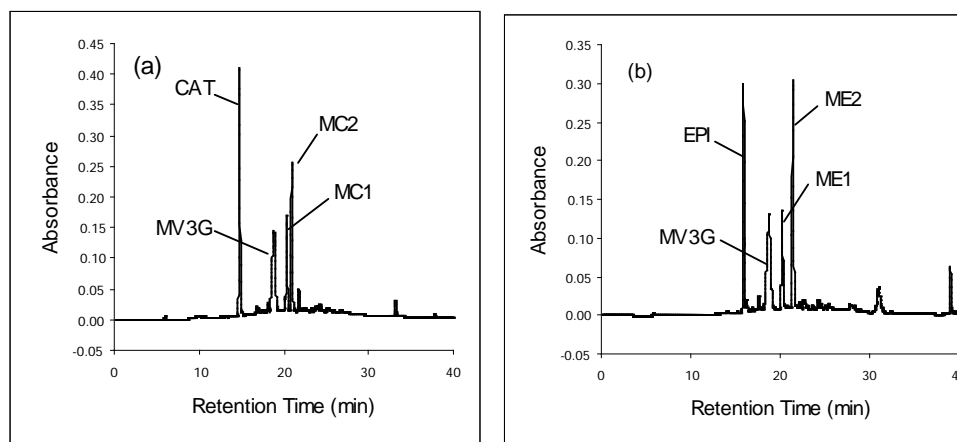 (a)
0.45
0.40
0.35
0.30
0.25
0.20
0.15
0.10
0.05
0.00
-0.05
Absorbance
CAT
MC2
MC1
MV3G
0 10 20 30 40
Retention Time (min)
(b)
0.35
0.30
0.25
0.20
0.15
0.10
0.05
0.00
-0.05
Absorbance
EPI
ME2
ME1
MV3G
0 10 20 30 40
Retention Time (min)